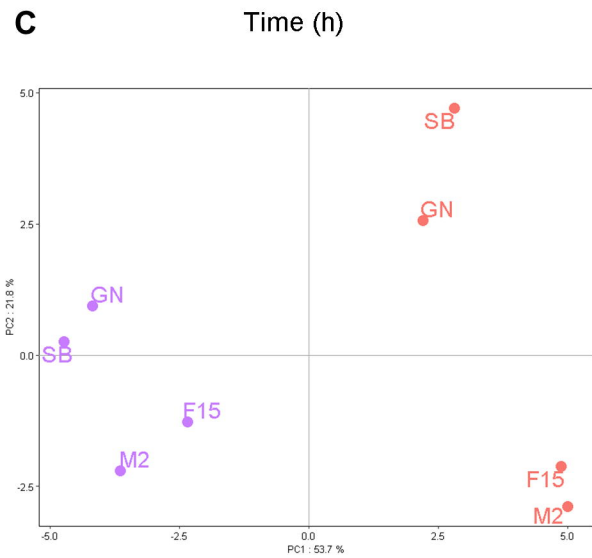 C Time (h)
5.0
SB
GN
2.5
GN
SB
0.0
F15
M2
F15
-2.5
M2
-5.0 -2.5 0.0 2.5 5.0
PC1 : 53.7 %
PC2 : 21.8 %